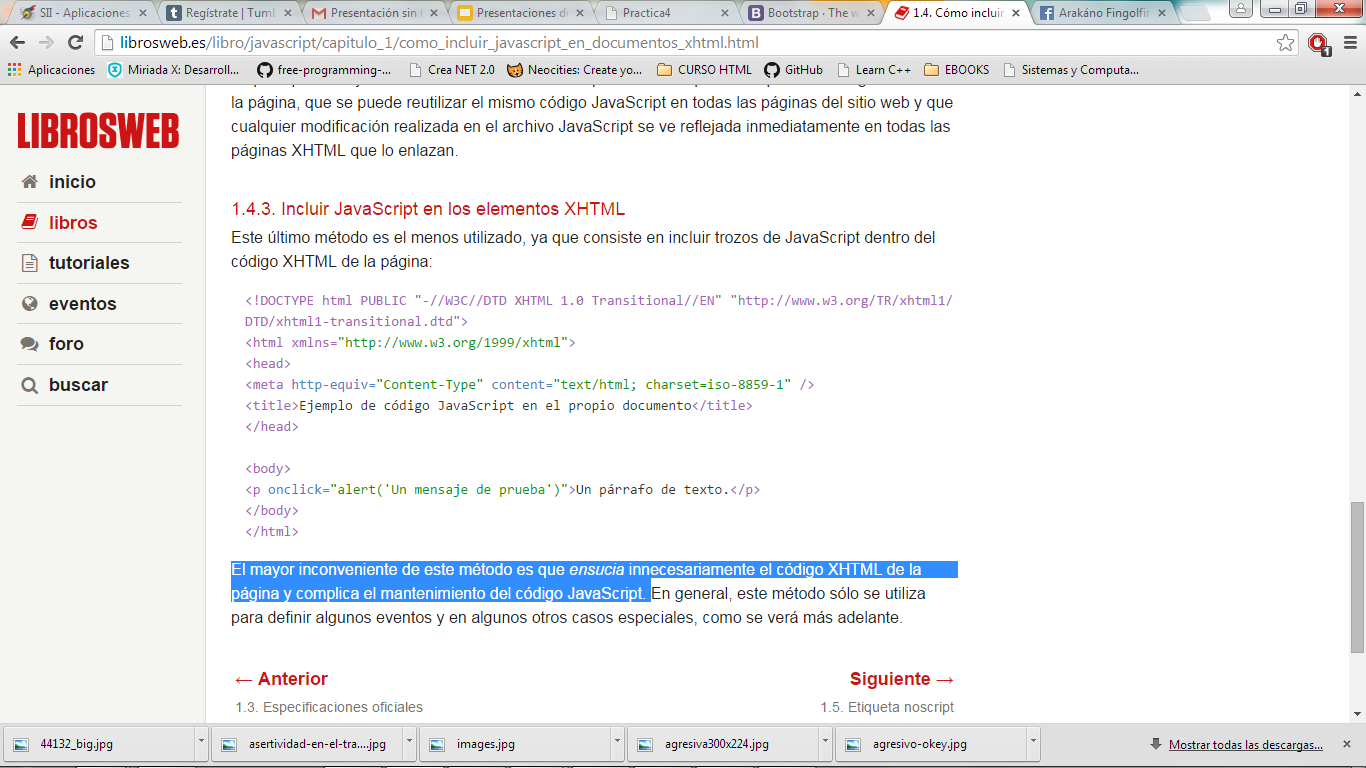 SII - Aplicaciones
Regístrate | Tumb
Presentación sin t
Presentaciones de
Practica4
Bootstrap · The w
1.4. Cómo incluir
Arakáno Fingolfin
librosweb.es/libro/javascript/capitulo_1/como_incluir_javascript_en_documentos_xhtml.html
1
Aplicaciones
Miriada X: Desarroll...
free-programming-...
Crea NET 2.0
Neocities: Create yo...
CURSO HTML
GitHub
Learn C++
EBOOKS
Sistemas y Computa...
LIBROSWEB
inicio
libros
tutoriales
eventos
foro
buscar
la página, que se puede reutilizar el mismo código JavaScript en todas las páginas del sitio web y que
cualquier modificación realizada en el archivo JavaScript se ve reflejada inmediatamente en todas las
páginas XHTML que lo enlazan.
1.4.3. Incluir JavaScript en los elementos XHTML
Este último método es el menos utilizado, ya que consiste en incluir trozos de JavaScript dentro del
código XHTML de la página:
<!DOCTYPE html PUBLIC "-//W3C//DTD XHTML 1.0 Transitional//EN" "http://www.w3.org/TR/xhtml1/
DTD/xhtml1-transitional.dtd">
<html xmlns="http://www.w3.org/1999/xhtml">
<head>
<meta http-equiv="Content-Type" content="text/html; charset=iso-8859-1" />
<title>Ejemplo de código JavaScript en el propio documento</title>
</head>
<body>
<p onclick="alert('Un mensaje de prueba')">Un párrafo de texto.</p>
</body>
</html>
El mayor inconveniente de este método es que ensucia innecesariamente el código XHTML de la
página y complica el mantenimiento del código JavaScript. En general, este método sólo se utiliza
para definir algunos eventos y en algunos otros casos especiales, como se verá más adelante.
← Anterior
Siguiente →
1.3. Especificaciones oficiales
1.5. Etiqueta noscript
44132_big.jpg
asertividad-en-el-tra....jpg
images.jpg
agresiva300x224.jpg
agresivo-okey.jpg
Mostrar todas las descargas...